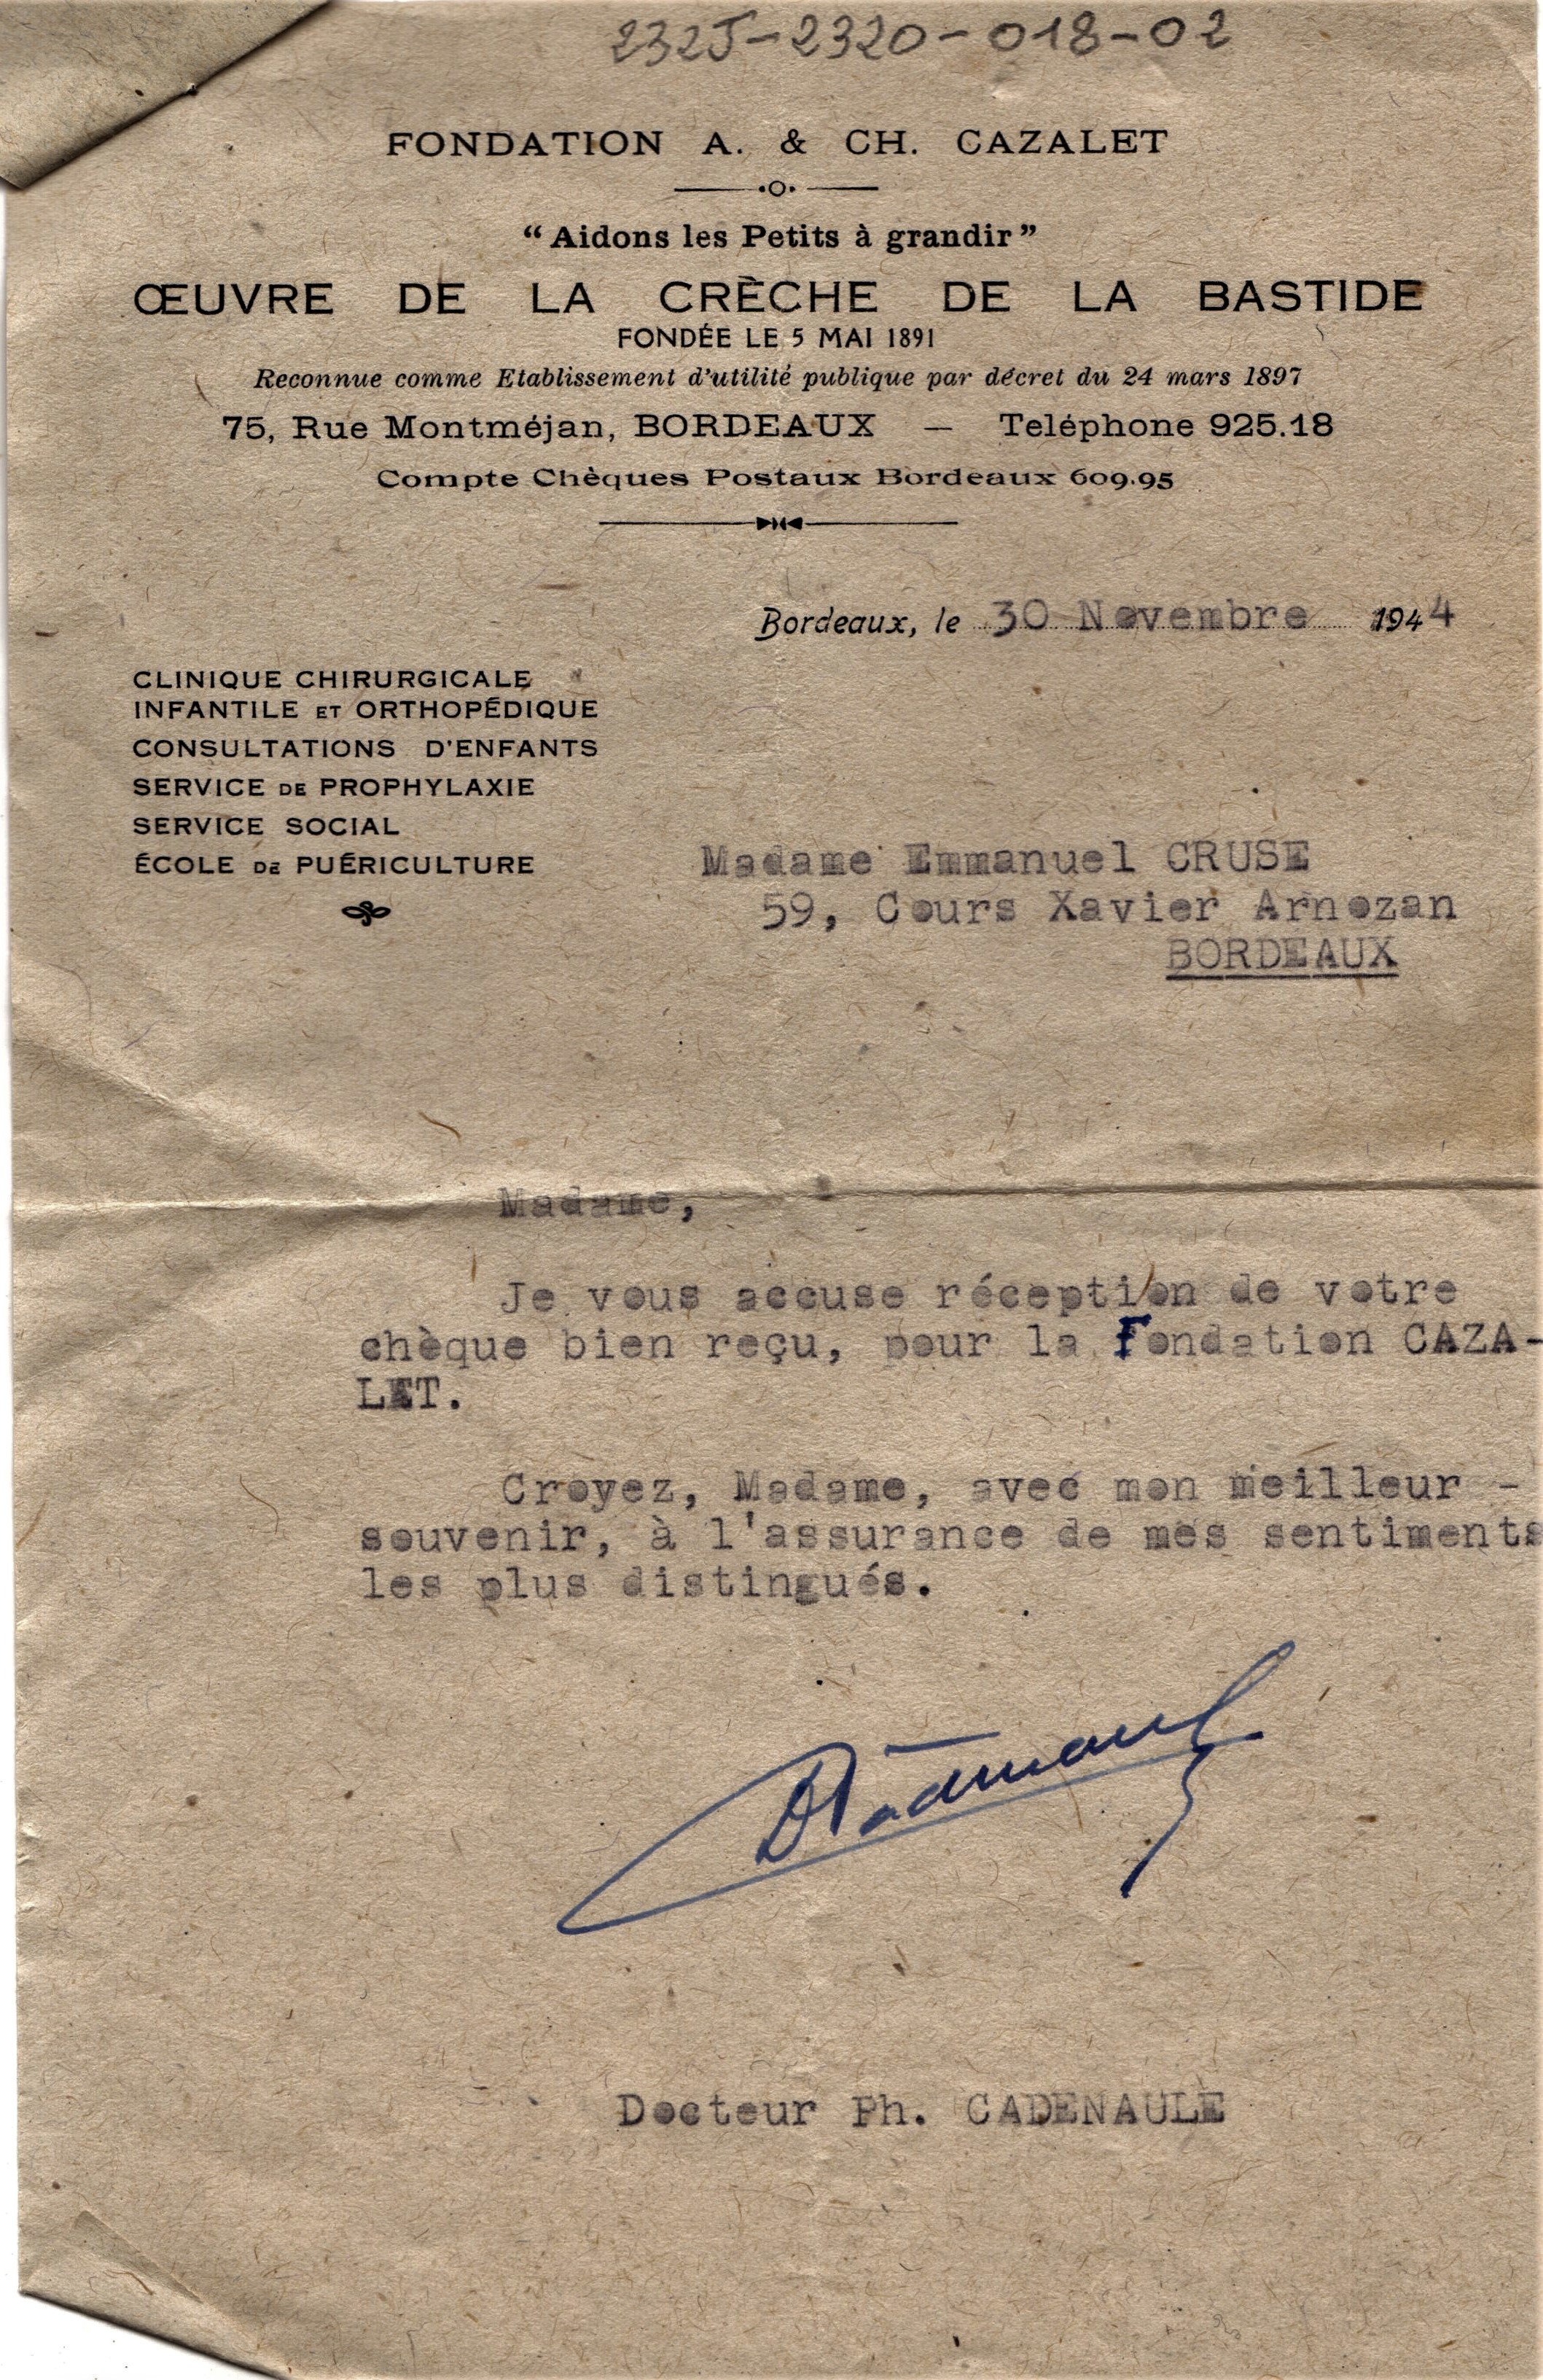 232J-2320-018-02
FONDATION A. & CH. CAZALET
“Aidons les Petits à grandir”
ŒUVRE DE LA CRÈCHE DE LA BASTIDE
FONDÉE LE 5 MAI 1891
Reconnue comme Etablissement d'utilité publique par décret du 24 mars 1897
75, Rue Montméjan, BORDEAUX — Teléphone 925.18
Compte Chèques Postaux Bordeaux 609.95
Bordeaux, le 30 Novembre 1944
CLINIQUE CHIRURGICALE
INFANTILE ET ORTHOPÉDIQUE
CONSULTATIONS D'ENFANTS
SERVICE DE PROPHYLAXIE
SERVICE SOCIAL
ÉCOLE DE PUÉRICULTURE
Madame Emmanuel CRUSE
59, Cours Xavier Arnozan
BORDEAUX
Madame,
Je vous accuse réception de votre
chèque bien reçu, pour la Fondation CAZA-
LET.
Croyez, Madame, avec mon meilleur -
souvenir, à l'assurance de mes sentiments
les plus distingués.
Docteur Ph. CADENAULE